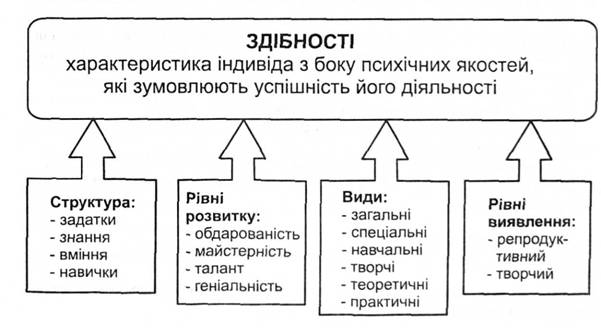 ЗДІБНОСТІ
характеристика індивіда з боку психічних якостей,
які зумовлюють успішність його діяльності
Структура:
- задатки
- знання
- вміння
- навички
Рівні
розвитку:
- обдарованість
- майстерність
- талант
- геніальність
Види:
- загальні
- спеціальні
- навчальні
- творчі
- теоретичні
- практичні
Рівні
виявлення:
- репродук-
тивний
- творчий